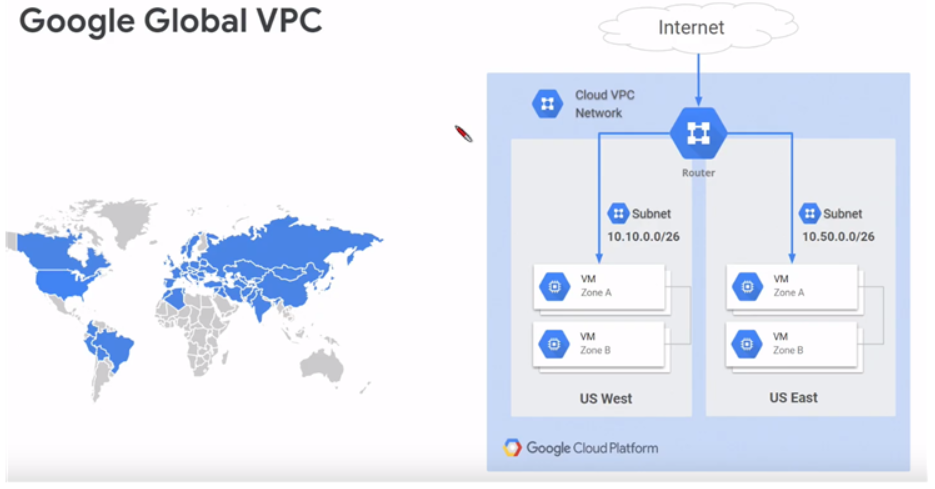 Google Global VPC
Internet
Cloud VPC
Network
Router
Subnet
10.10.0.0/26
VM
Zone A
VM
Zone B
US West
Subnet
10.50.0.0/26
VM
Zone A
VM
Zone B
US East
Google Cloud Platform